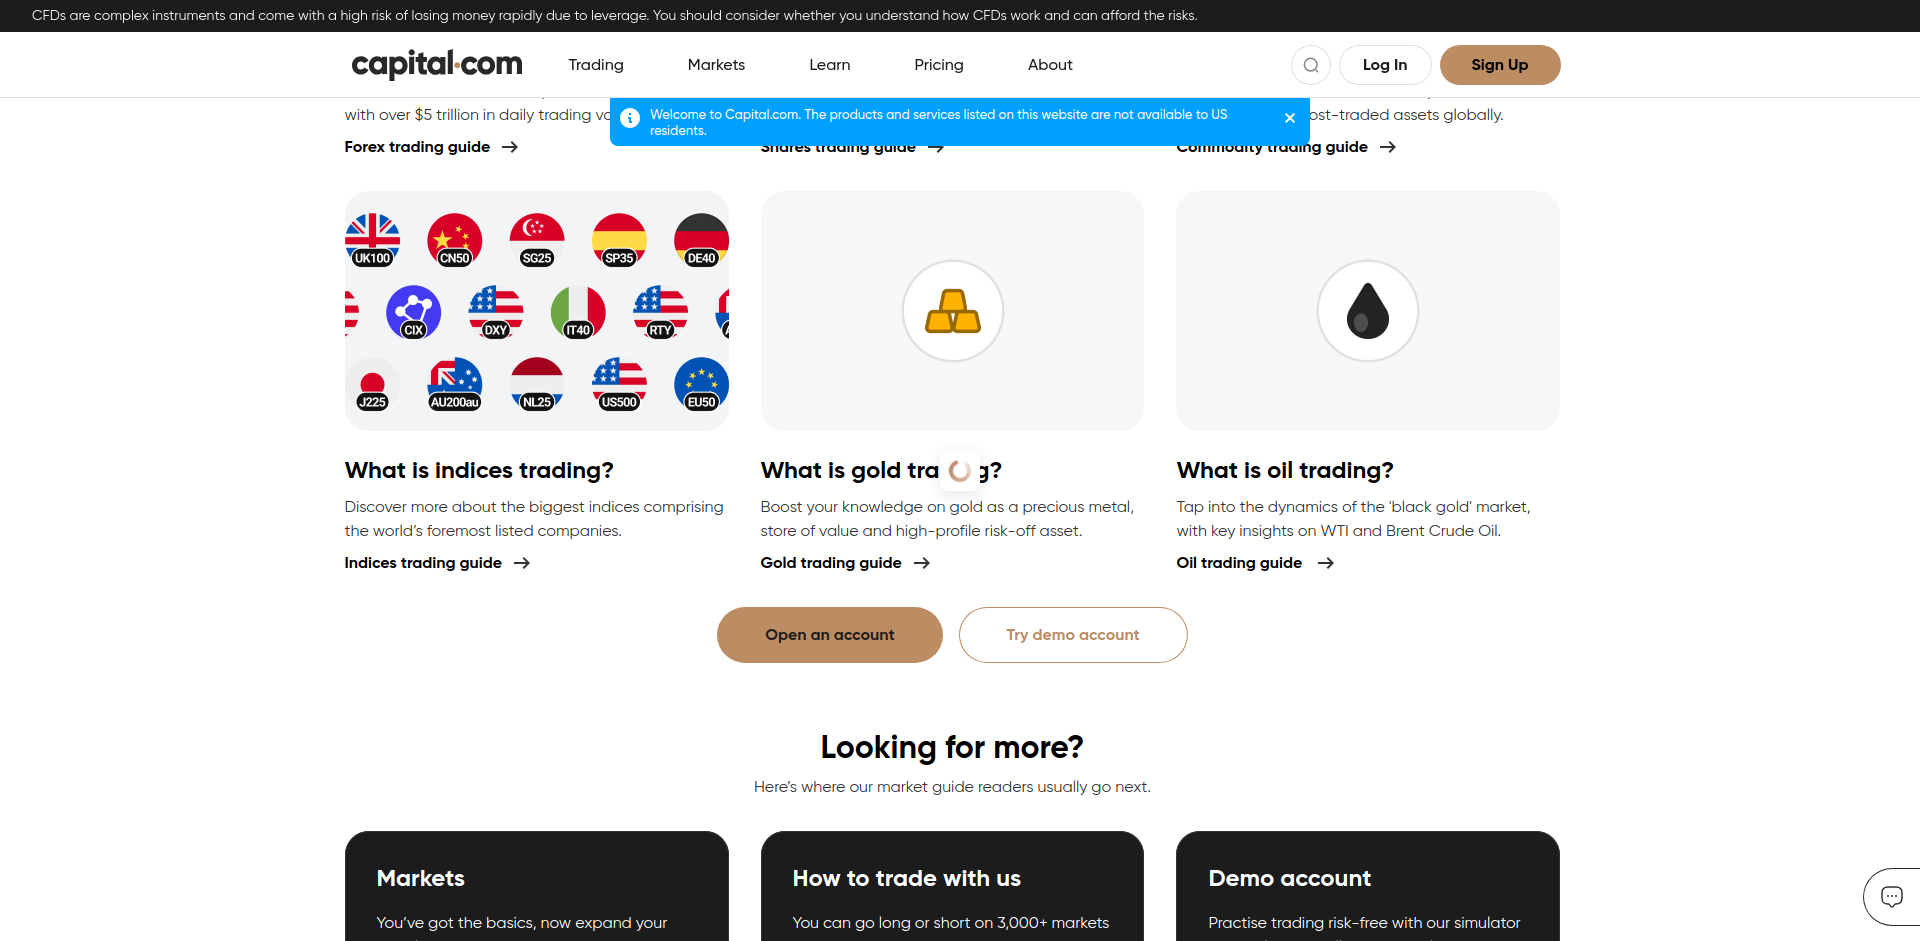 CFDs are complex instruments and come with a high risk of losing money rapidly due to leverage. You should consider whether you understand how CFDs work and can afford the risks.
capital.com
Trading
Markets
Learn
Pricing
About
Log In
Sign Up
Welcome to Capital.com. The products and services listed on this website are not available to US
residents.
with over $5 trillion in daily trading
ost-traded assets globally.
Forex trading guide
Shares trading guide
Commodity trading guide
UK100
CN50
SG25
SP35
DE40
CIX
DXY
IT40
RTY
J225
AU200au
NL25
US500
EU50
What is indices trading?
Discover more about the biggest indices comprising
the world’s foremost listed companies.
Indices trading guide
What is gold trading?
Boost your knowledge on gold as a precious metal,
store of value and high-profile risk-off asset.
Gold trading guide
What is oil trading?
Tap into the dynamics of the 'black gold' market,
with key insights on WTI and Brent Crude Oil.
Oil trading guide
Open an account
Try demo account
Looking for more?
Here’s where our market guide readers usually go next.
Markets
You’ve got the basics, now expand your
How to trade with us
You can go long or short on 3,000+ markets
Demo account
Practise trading risk-free with our simulator